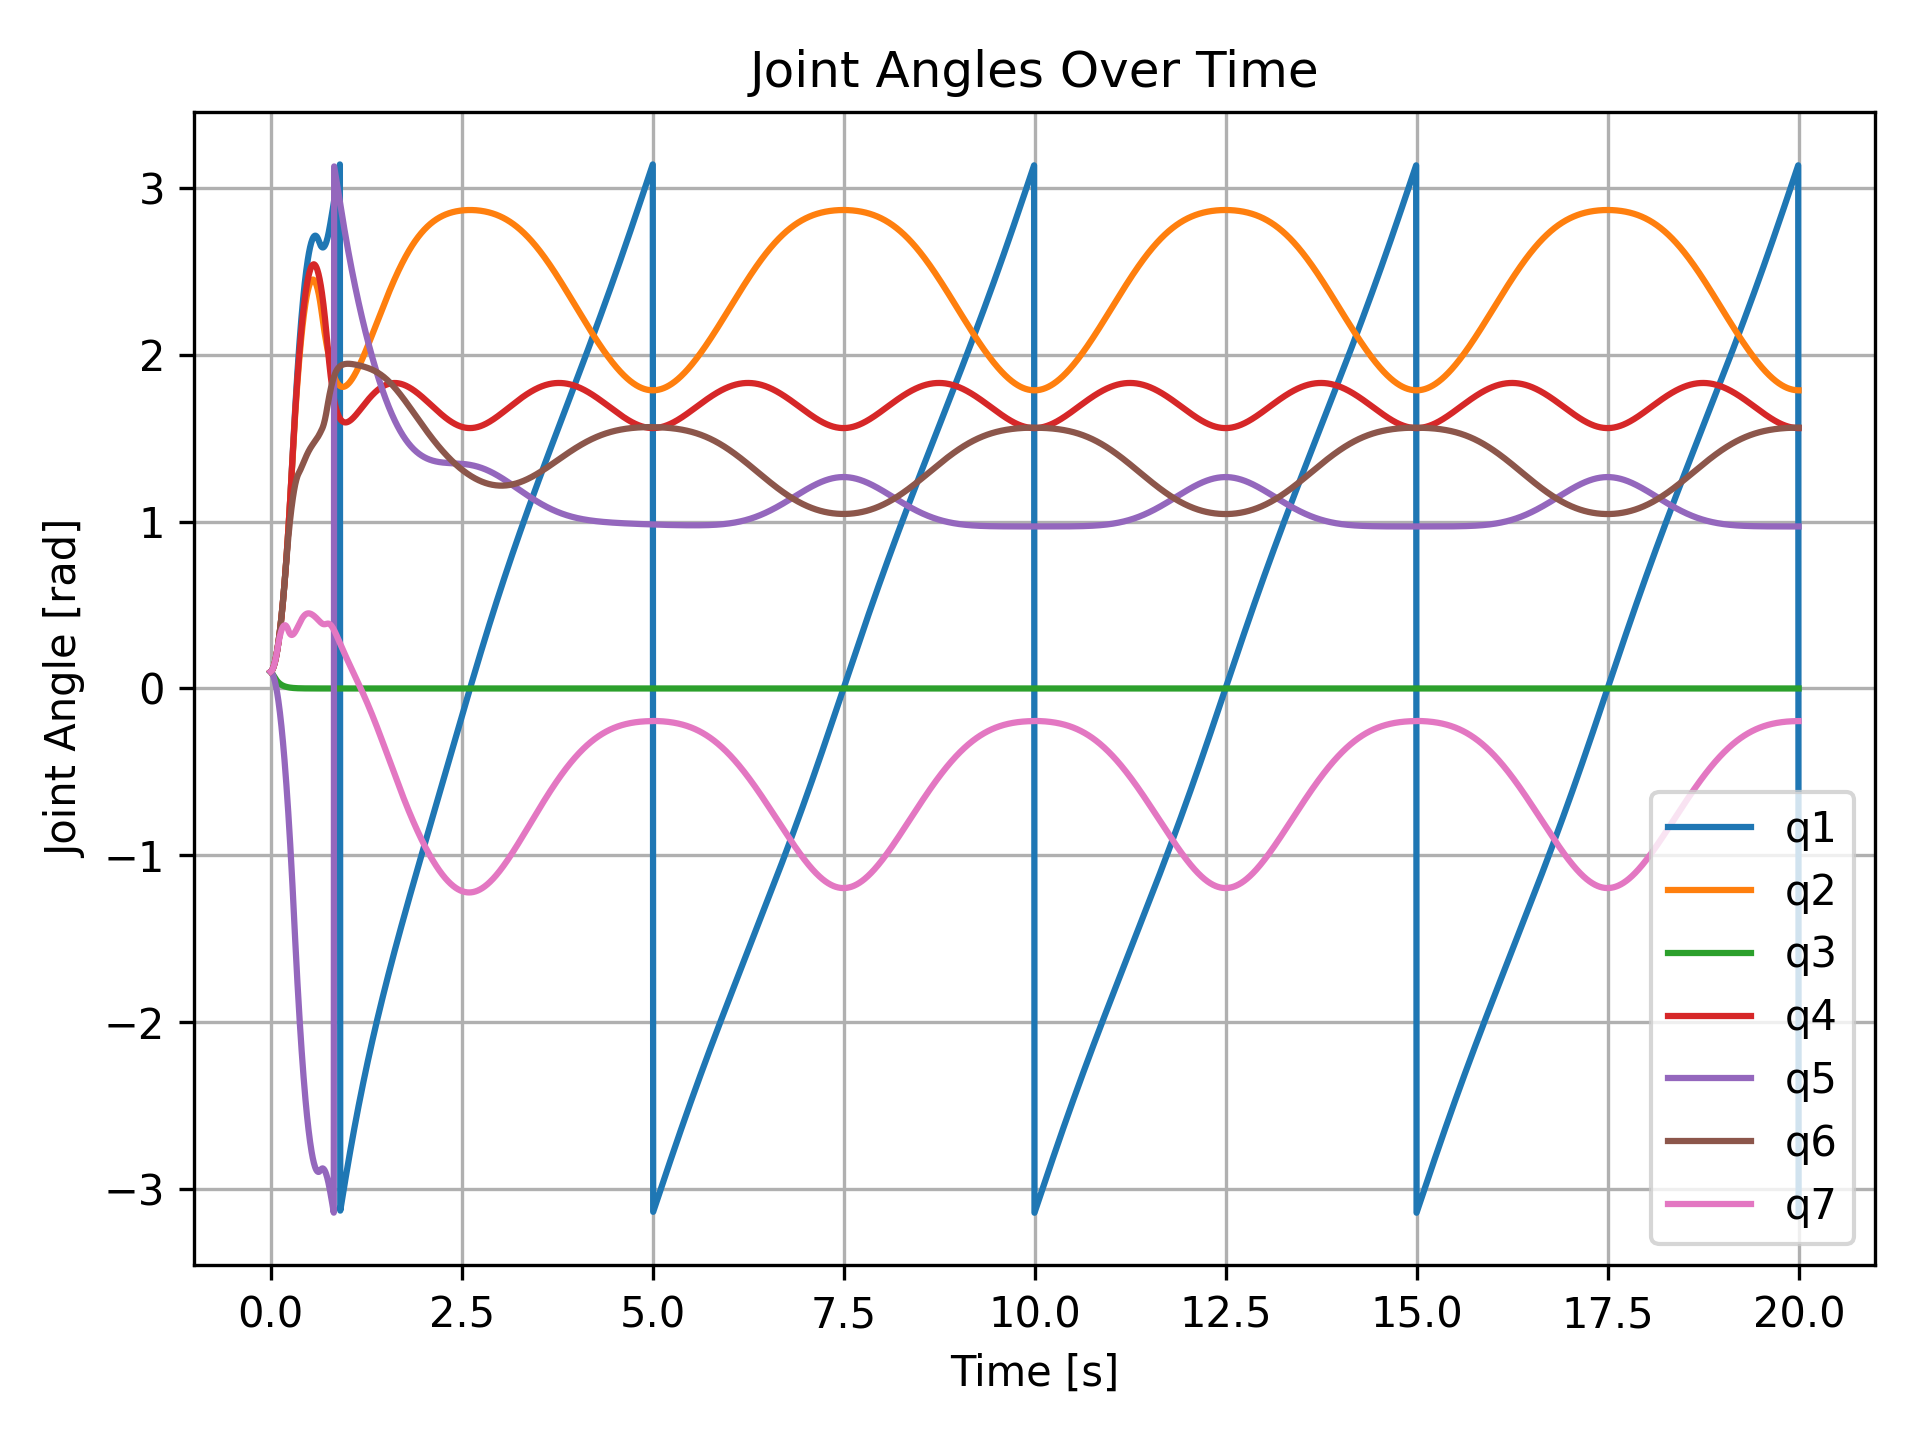 Joint Angles Over Time
Joint Angle [rad]
3
2
1
0
−1
−2
−3
0.0 2.5 5.0 7.5 10.0 12.5 15.0 17.5 20.0
Time [s]
q1
q2
q3
q4
q5
q6
q7